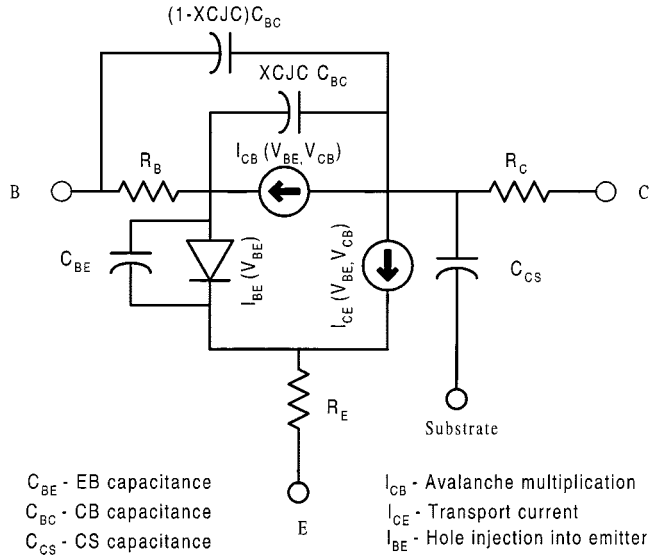 (1-XCJC)C_BC
XCJC C_BC
I_CB (V_BE, V_CB)
R_B
R_C
B
C
C_BE
I_BE (V_BE)
I_CE (V_BE, V_CB)
C_CS
R_E
Substrate
E
C_BE - EB capacitance
C_BC - CB capacitance
C_CS - CS capacitance
I_CB - Avalanche multiplication
I_CE - Transport current
I_BE - Hole injection into emitter